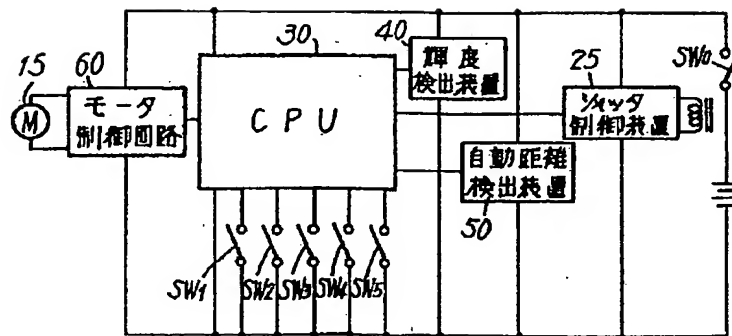 15
60
モータ
制御回路
M
30
CPU
40
輝度
検出装置
25
シャッタ
制御装置
SW0
自動距離
検出装置
50
SW1
SW2
SW3
SW4
SW5